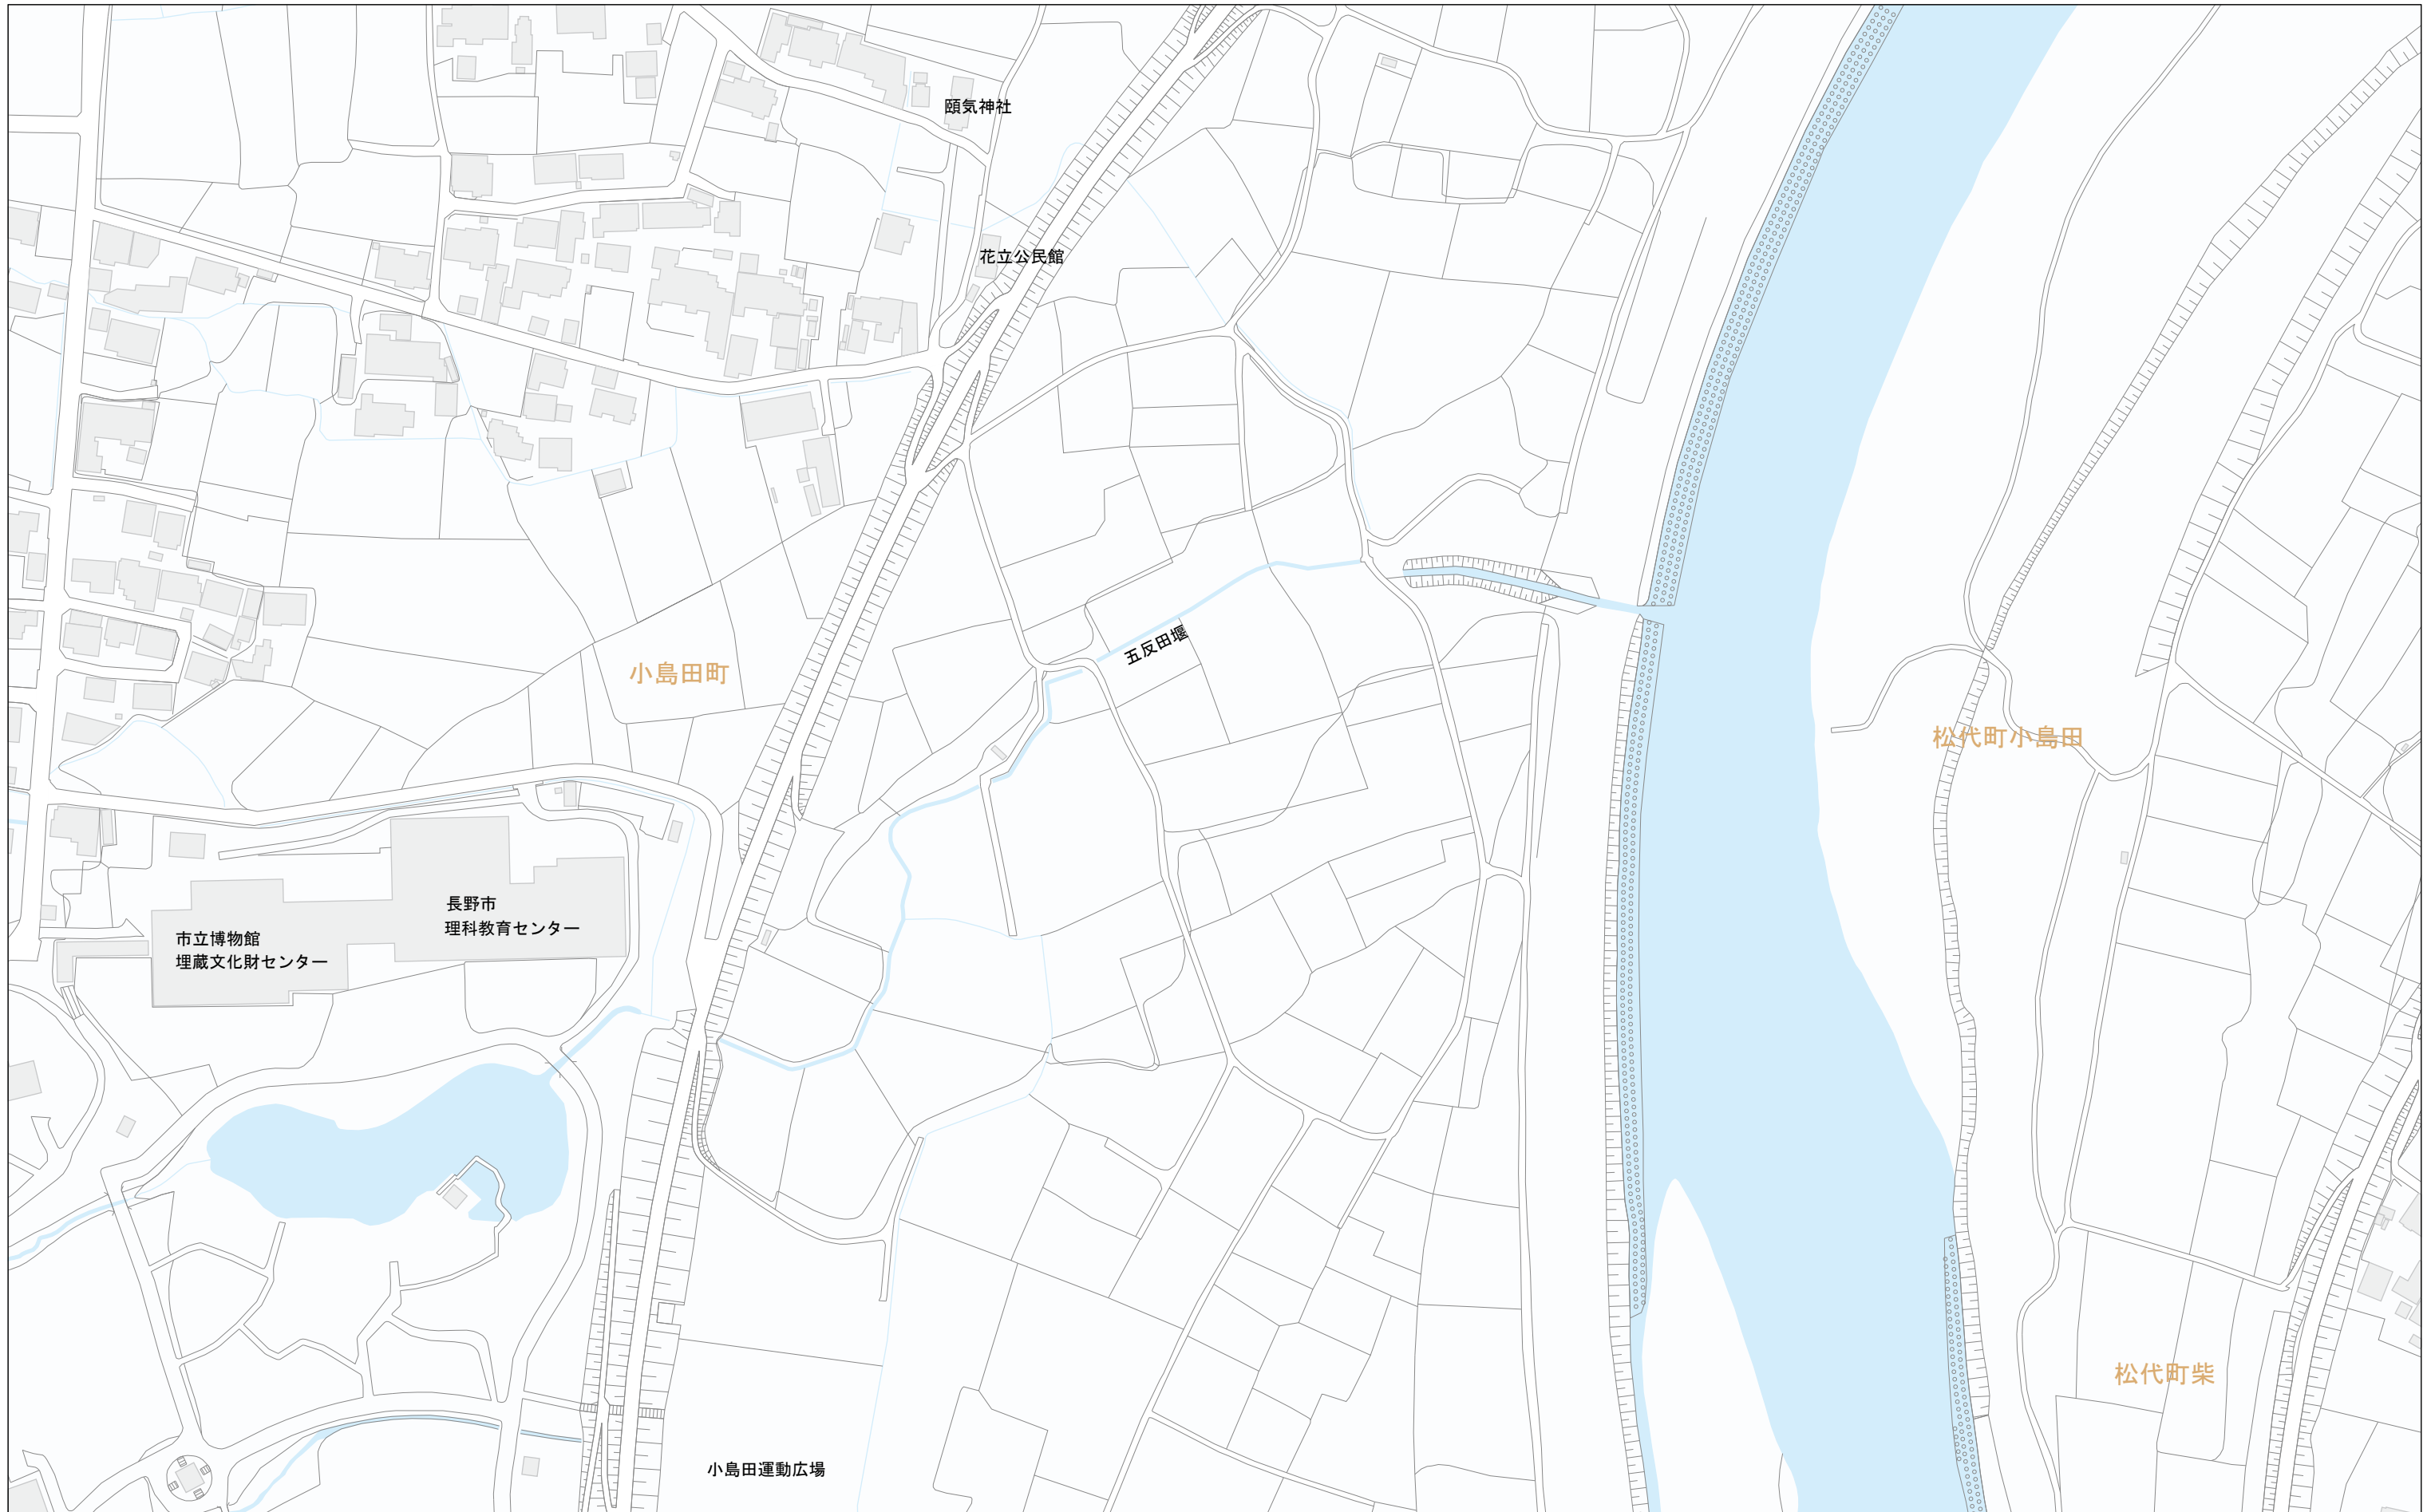 頤気神社
花立公民館
五反田堰
小島田町
松代町小島田
長野市
理科教育センター
市立博物館
埋蔵文化財センター
松代町柴
小島田運動広場